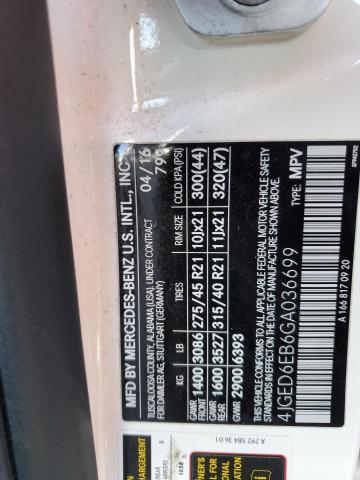 MFD BY MERCEDES-BENZ U.S. INTL., INC.
TUSCALOOSA COUNTY, ALABAMA (USA), UNDER CONTRACT
FOR DAIMLER AG, STUTTGART (GERMANY)
04/16
799
KG LB TIRES RIM SIZE COLD KPA (PSI)
GAWR FRONT 1400 3086 275/45 R21 10Jx21 300(44)
GAWR REAR 1600 3527 315/40 R21 11Jx21 320(47)
GVWR 2900 6393
THIS VEHICLE CONFORMS TO ALL APPLICABLE FEDERAL MOTOR VEHICLE SAFETY
STANDARDS IN EFFECT ON THE DATE OF MANUFACTURE SHOWN ABOVE.
4JGED6EB6GA036699 TYPE: MPV
A 166 817 09 20
A 292 584 36 01
REAR
ARRIERE
1058